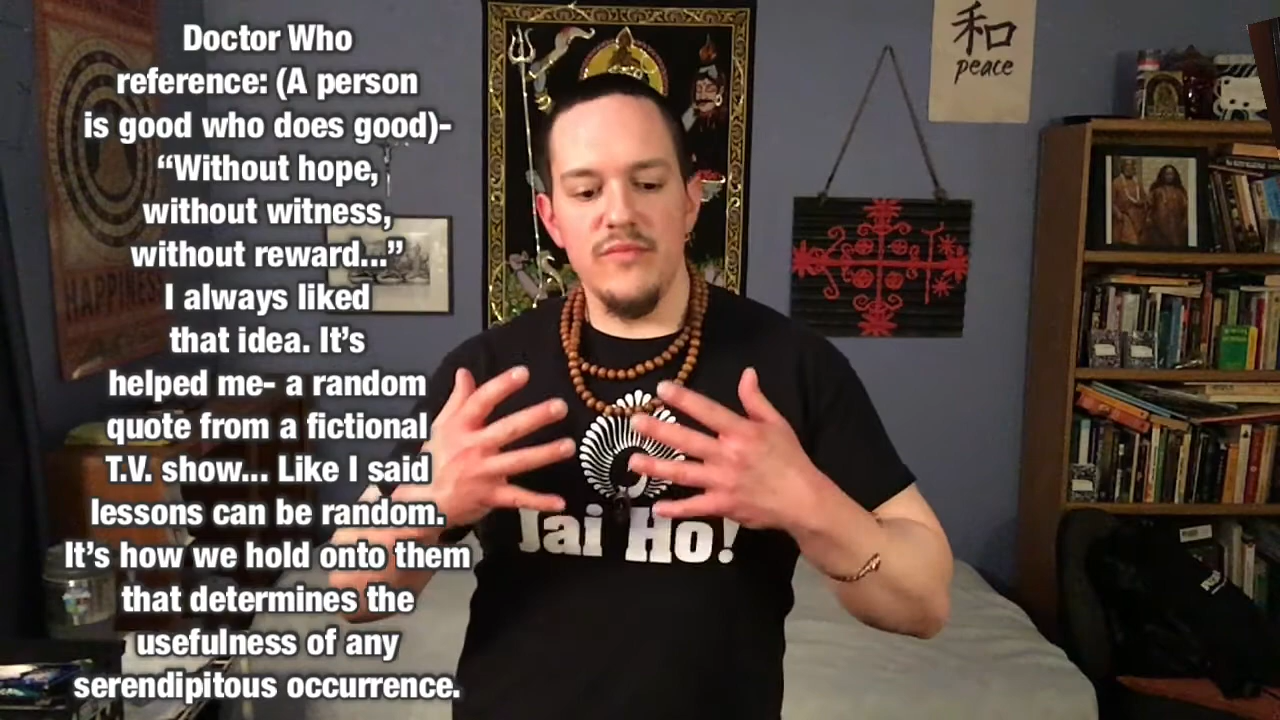 Doctor Who
reference: (A person
is good who does good)-
“Without hope,
without witness,
without reward...”
I always liked
that idea. It’s
helped me- a random
quote from a fictional
T.V. show... Like I said
lessons can be random.
It’s how we hold onto them
that determines the
usefulness of any
serendipitous occurrence.
HAPPINESS
Jai Ho!
和
peace